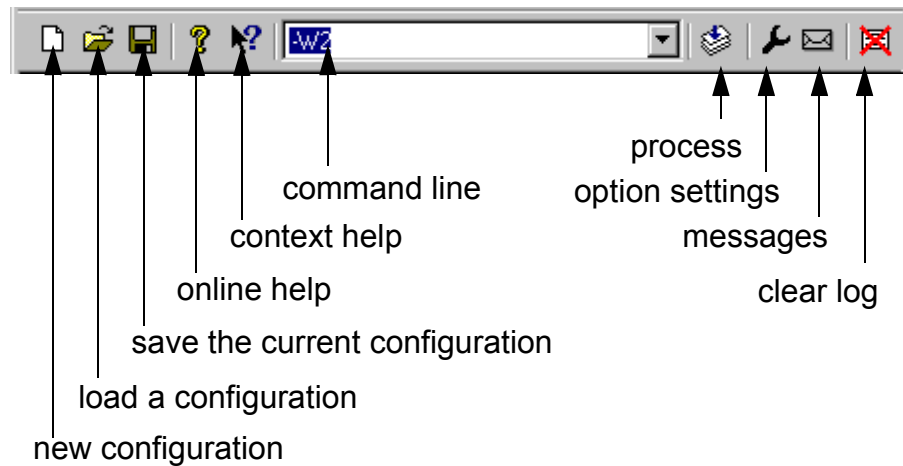 -W2
process
command line
option settings
context help
messages
online help
clear log
save the current configuration
load a configuration
new configuration